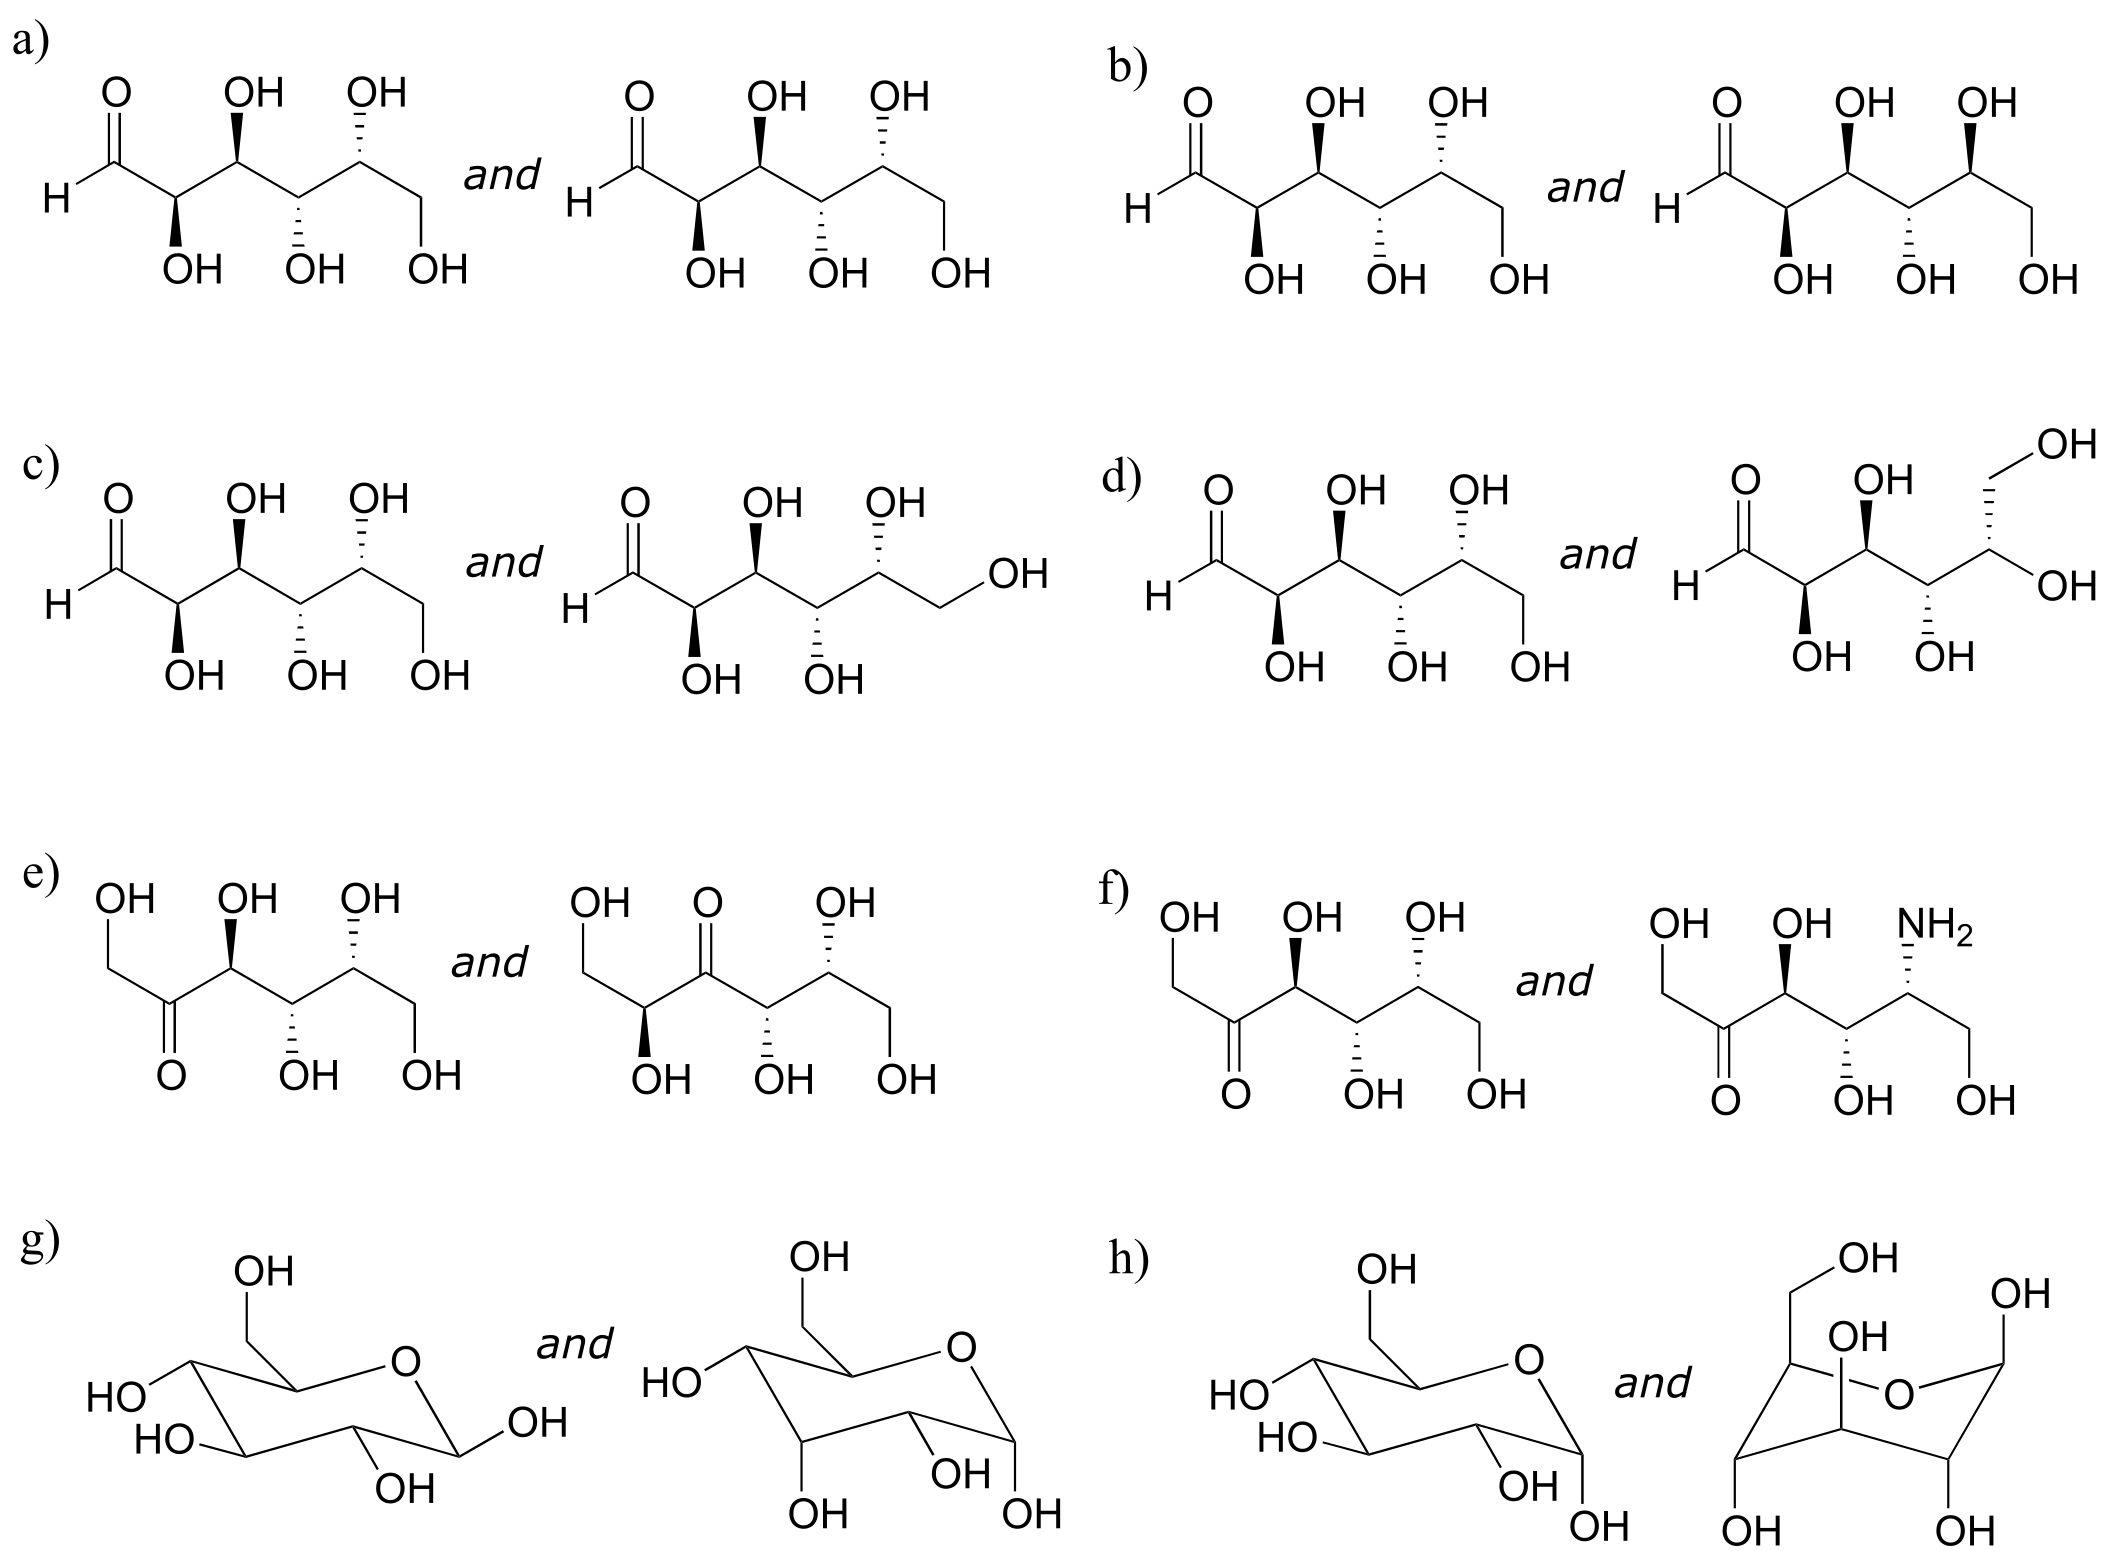 a)
O OH OH O OH OH
H and H
OH OH OH OH OH OH
b)
O OH OH O OH OH
H and H
OH OH OH OH OH OH
c)
O OH OH O OH OH
H and H OH
OH OH OH OH OH
d)
OH
O OH OH O OH
H and H OH
OH OH OH OH OH
e)
OH OH OH OH O OH
and
O OH OH OH OH OH
f)
OH OH OH OH OH NH2
and
O OH OH O OH OH
g)
OH OH
O and O
HO HO
HO OH OH
OH OH OH
h)
OH OH
OH
O OH
HO and O
HO
OH
OH OH OH